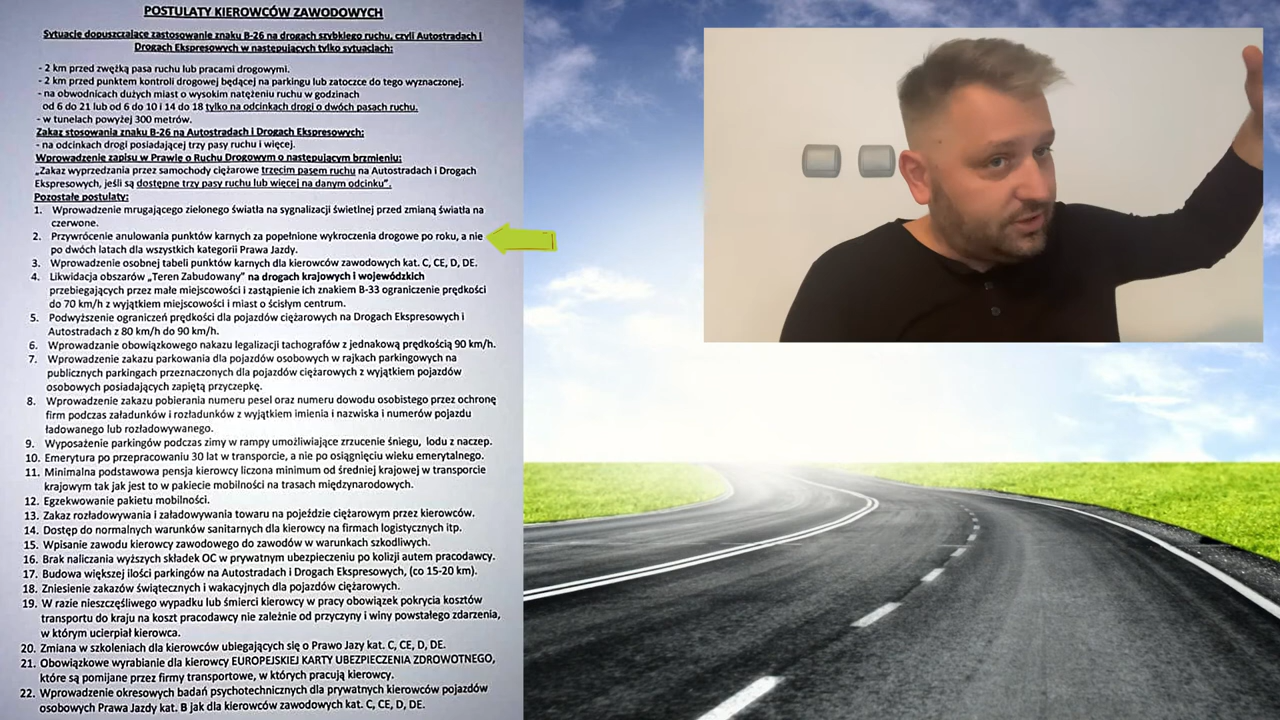 POSTULATY KIEROWCÓW ZAWODOWYCH
Sytuacje dopuszczające zastosowanie znaku B-26 na drogach szybkiego ruchu, czyli Autostradach i
Drogach Ekspresowych w następujących tylko sytuacjach:
- 2 km przed zwężką pasa ruchu lub pracami drogowymi.
- 2 km przed punktem kontroli drogowej będącej na parkingu lub zatoczce do tego wyznaczonej.
- na obwodnicach dużych miast o wysokim natężeniu ruchu w godzinach
od 6 do 21 lub od 6 do 10 i 14 do 18 tylko na odcinkach drogi o dwóch pasach ruchu.
- w tunelach powyżej 300 metrów.
Zakaz stosowania znaku B-26 na Autostradach i Drogach Ekspresowych:
- na odcinkach drogi posiadającej trzy pasy ruchu i więcej.
Wprowadzenie zapisu w Prawie o Ruchu Drogowym o następującym brzmieniu:
„Zakaz wyprzedzania przez samochody ciężarowe trzecim pasem ruchu na Autostradach i Drogach
Ekspresowych, jeśli są dostępne trzy pasy ruchu lub więcej na danym odcinku".
Pozostałe postulaty:
1. Wprowadzenie mrugającego zielonego światła na sygnalizacji świetlnej przed zmianą światła na
czerwone.
2. Przywrócenie anulowania punktów karnych za popełnione wykroczenia drogowe po roku, a nie
po dwóch latach dla wszystkich kategorii Prawa Jazdy.
3. Wprowadzenie osobnej tabeli punktów karnych dla kierowców zawodowych kat. C, CE, D, DE.
4. Likwidacja obszarów „Teren Zabudowany" na drogach krajowych i wojewódzkich
przebiegających przez małe miejscowości i zastąpienie ich znakiem B-33 ograniczenie prędkości
do 70 km/h z wyjątkiem miejscowości i miast o ścisłym centrum.
5. Podwyższenie ograniczeń prędkości dla pojazdów ciężarowych na Drogach Ekspresowych i
Autostradach z 80 km/h do 90 km/h.
6. Wprowadzenie obowiązkowego nakazu legalizacji tachografów z jednakową prędkością 90 km/h.
7. Wprowadzenie zakazu parkowania dla pojazdów osobowych w rajkach parkingowych na
publicznych parkingach przeznaczonych dla pojazdów ciężarowych z wyjątkiem pojazdów
osobowych posiadających zapiętą przyczepkę.
8. Wprowadzenie zakazu pobierania numeru pesel oraz numeru dowodu osobistego przez ochronę
firm podczas załadunków i rozładunków z wyjątkiem imienia i nazwiska i numerów pojazdu
ładowanego lub rozładowywanego.
9. Wyposażenie parkingów podczas zimy w rampy umożliwiające zrzucenie śniegu, lodu z naczep.
10. Emerytura po przepracowaniu 30 lat w transporcie, a nie po osiągnięciu wieku emerytalnego.
11. Minimalna podstawowa pensja kierowcy liczona minimum od średniej krajowej w transporcie
krajowym tak jak jest to w pakiecie mobilności na trasach międzynarodowych.
12. Egzekwowanie pakietu mobilności.
13. Zakaz rozładowywania i załadowywania towaru na pojeździe ciężarowym przez kierowców.
14. Dostęp do normalnych warunków sanitarnych dla kierowcy na firmach logistycznych itp.
15. Wpisanie zawodu kierowcy zawodowego do zawodów w warunkach szkodliwych.
16. Brak naliczania wyższych składek OC w prywatnym ubezpieczeniu po kolizji autem pracodawcy.
17. Budowa większej ilości parkingów na Autostradach i Drogach Ekspresowych, (co 15-20 km).
18. Zniesienie zakazów świątecznych i wakacyjnych dla pojazdów ciężarowych.
19. W razie nieszczęśliwego wypadku lub śmierci kierowcy w pracy obowiązek pokrycia kosztów
transportu do kraju na koszt pracodawcy nie zależnie od przyczyny i winy powstałego zdarzenia,
w którym ucierpiał kierowca.
20. Zmiana w szkoleniach dla kierowców ubiegających się o Prawo Jazy kat. C, CE, D, DE.
21. Obowiązkowe wyrabianie dla kierowcy EUROPEJSKIEJ KARTY UBEZPIECZENIA ZDROWOTNEGO,
które są pomijane przez firmy transportowe, w których pracują kierowcy.
22. Wprowadzenie okresowych badań psychotechnicznych dla prywatnych kierowców pojazdów
osobowych Prawa Jazdy kat. B jak dla kierowców zawodowych kat. C, CE, D, DE.